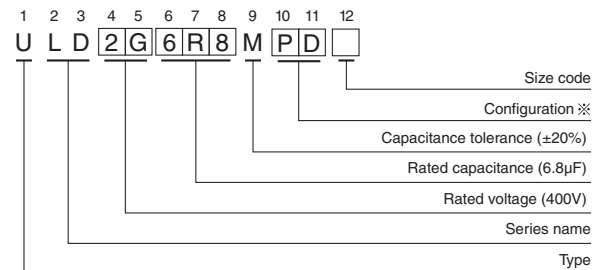 1 2 3 4 5 6 7 8 9 10 11 12
U L D 2 G 6 R 8 M P D
Size code
Configuration ※
Capacitance tolerance (±20%)
Rated capacitance (6.8µF)
Rated voltage (400V)
Series name
Type